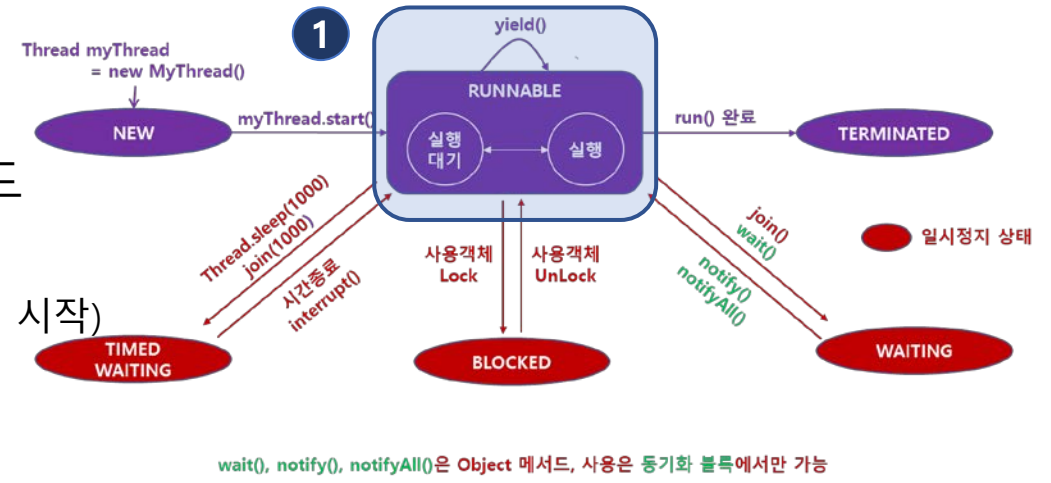 1
yield()
Thread myThread
= new MyThread()
RUNNABLE
NEW
myThread.start()
실행
대기
실행
run() 완료
TERMINATED
드
Thread.sleep(1000)
join(1000)
시간종료
interrupt()
사용객체
Lock
사용객체
UnLock
join()
wait()
notify()
notifyAll()
일시정지 상태
시작)
TIMED
WAITING
BLOCKED
WAITING
wait(), notify(), notifyAll()은 Object 메서드, 사용은 동기화 블록에서만 가능